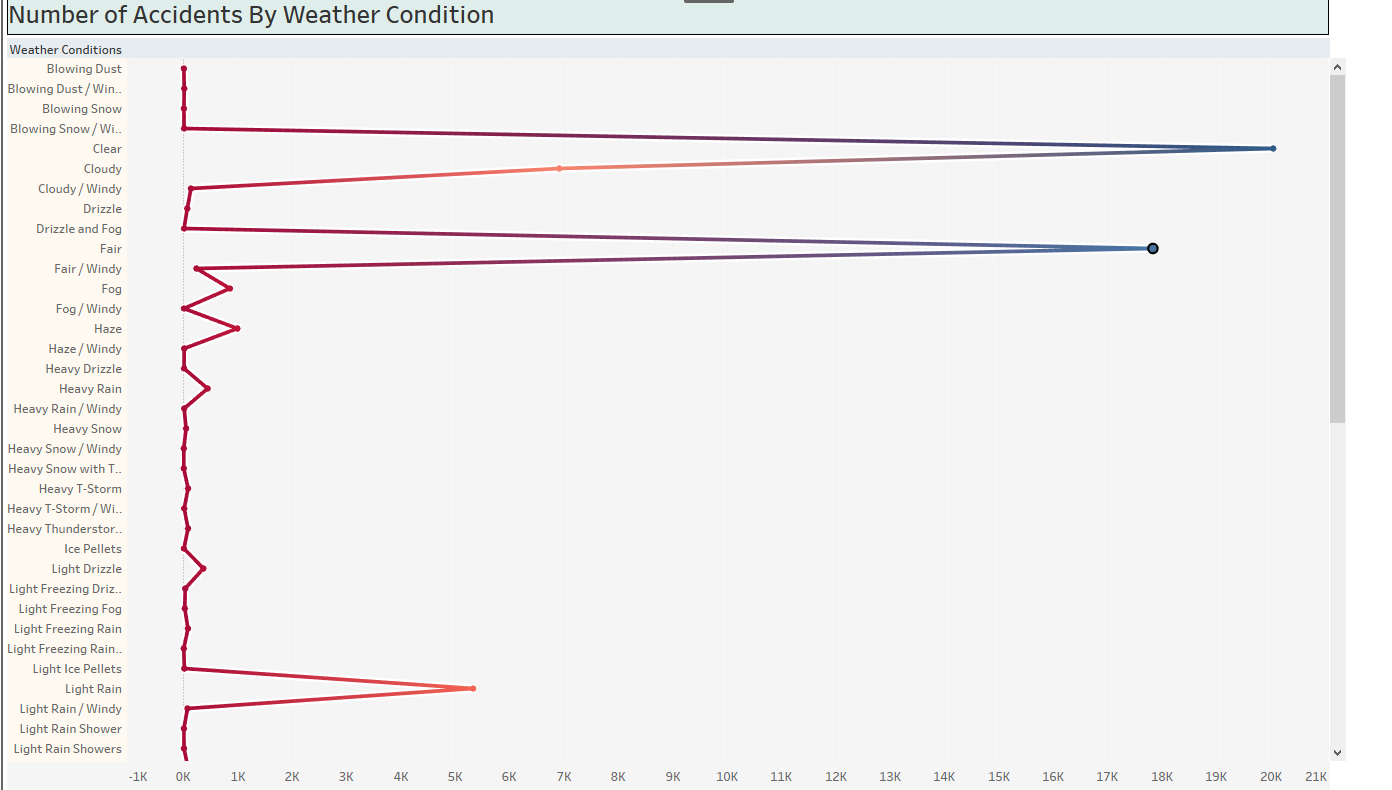 Number of Accidents By Weather Condition
Weather Conditions
Blowing Dust
Blowing Dust / Win..
Blowing Snow
Blowing Snow / Wi..
Clear
Cloudy
Cloudy / Windy
Drizzle
Drizzle and Fog
Fair
Fair / Windy
Fog
Fog / Windy
Haze
Haze / Windy
Heavy Drizzle
Heavy Rain
Heavy Rain / Windy
Heavy Snow
Heavy Snow / Windy
Heavy Snow with T..
Heavy T-Storm
Heavy T-Storm / Wi..
Heavy Thunderstor..
Ice Pellets
Light Drizzle
Light Freezing Driz..
Light Freezing Fog
Light Freezing Rain
Light Freezing Rain..
Light Ice Pellets
Light Rain
Light Rain / Windy
Light Rain Shower
Light Rain Showers
-1K 0K 1K 2K 3K 4K 5K 6K 7K 8K 9K 10K 11K 12K 13K 14K 15K 16K 17K 18K 19K 20K 21K